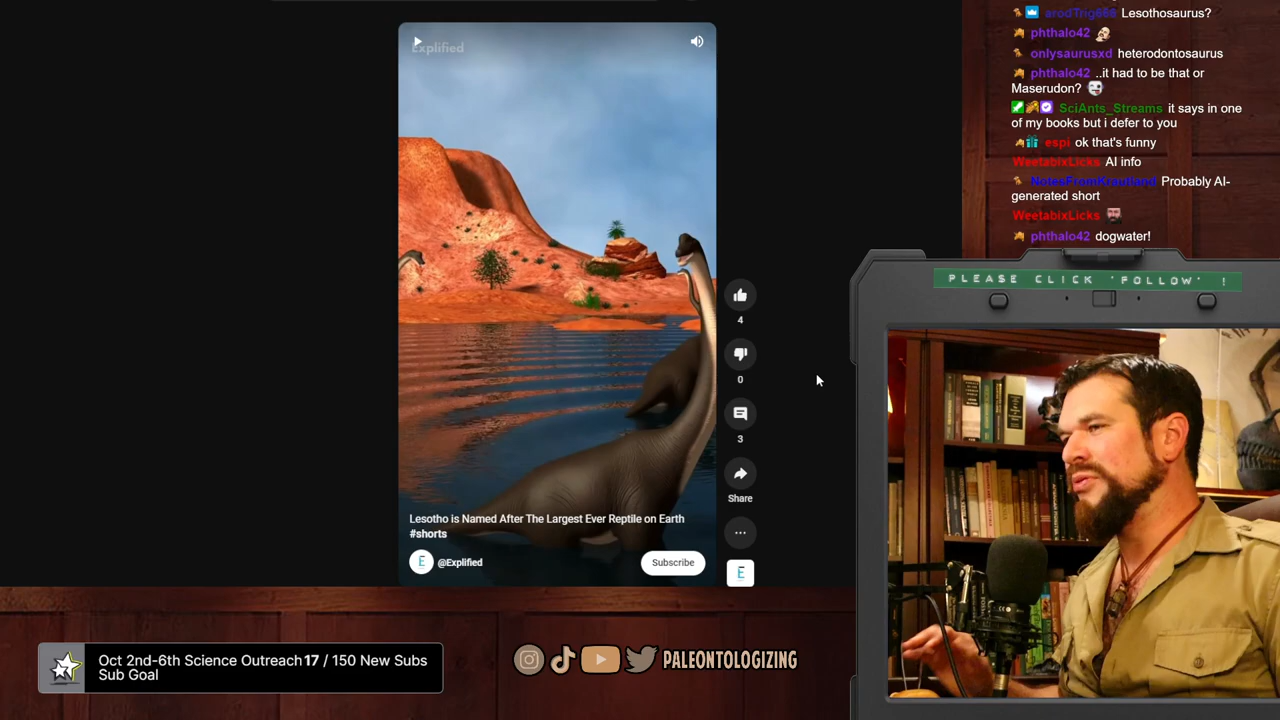 Explified
4
0
3
Share
Lesotho is Named After The Largest Ever Reptile on Earth
#shorts
E
@Explified
Subscribe
E
arodTrig666 Lesothosaurus?
phthalo42
onlysaurusxd heterodontosaurus
phthalo42 ..it had to be that or
Maserudon?
SciAnts_Streams it says in one
of my books but i defer to you
espi ok that's funny
WeetabixLicks AI info
NotesFromKrautland Probably AI-
generated short
WeetabixLicks
phthalo42 dogwater!
PLEASE CLICK 'FOLLOW' !
Oct 2nd-6th Science Outreach 17 / 150 New Subs
Sub Goal
PALEONTOLOGIZING